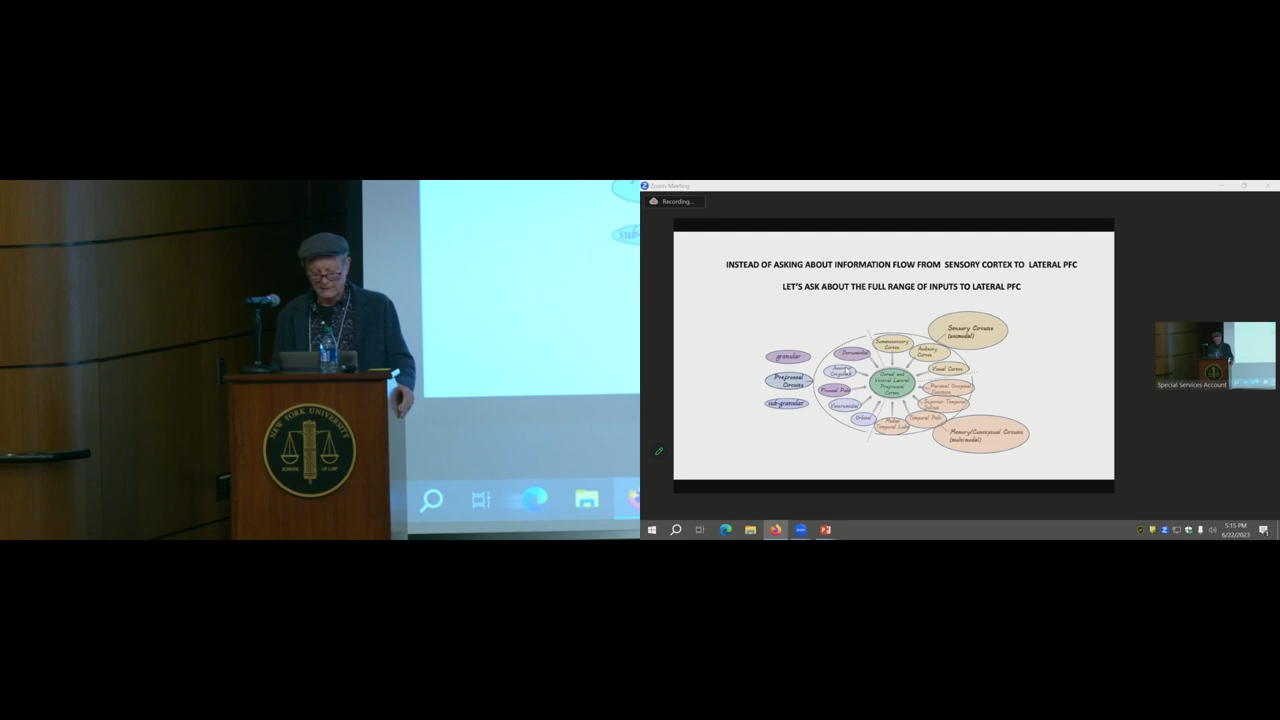 sub-
NEW YORK UNIVERSITY
SCHOOL OF LAW
Zoom Meeting
Recording...
INSTEAD OF ASKING ABOUT INFORMATION FLOW FROM SENSORY CORTEX TO LATERAL PFC
LET'S ASK ABOUT THE FULL RANGE OF INPUTS TO LATERAL PFC
Sensory Circuits
(unimodal)
Somatosensory
Cortex
Auditory
Cortex
Visual Cortex
granular
Dorsomedial
Anterior
Cingulate
Prefrontal
Circuits
Frontal Pole
sub-granular
Ventromedial
Orbital
Dorsal and
Ventral Lateral
Prefrontal
Cortex
Parietal Occipital
Junction
Superior Temporal
Sulcus
Temporal Pole
Medial
Temporal Lobe
Memory/Conceptual Circuits
(multimodal)
Special Services Account
5:15 PM
6/22/2023